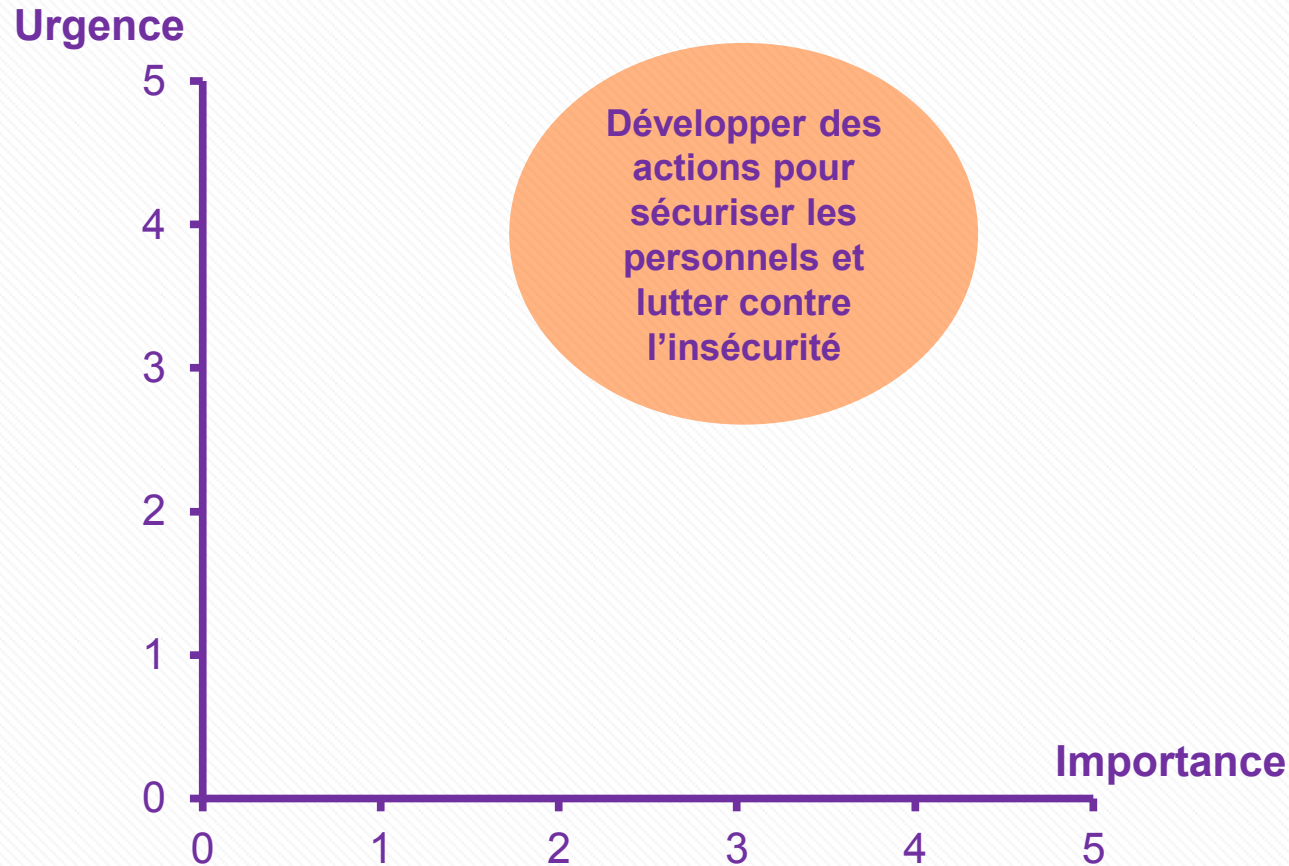 Urgence
5
Développer des
actions pour
sécuriser les
personnels et
lutter contre
l’insécurité
4
3
2
1
Importance
0
0 1 2 3 4 5